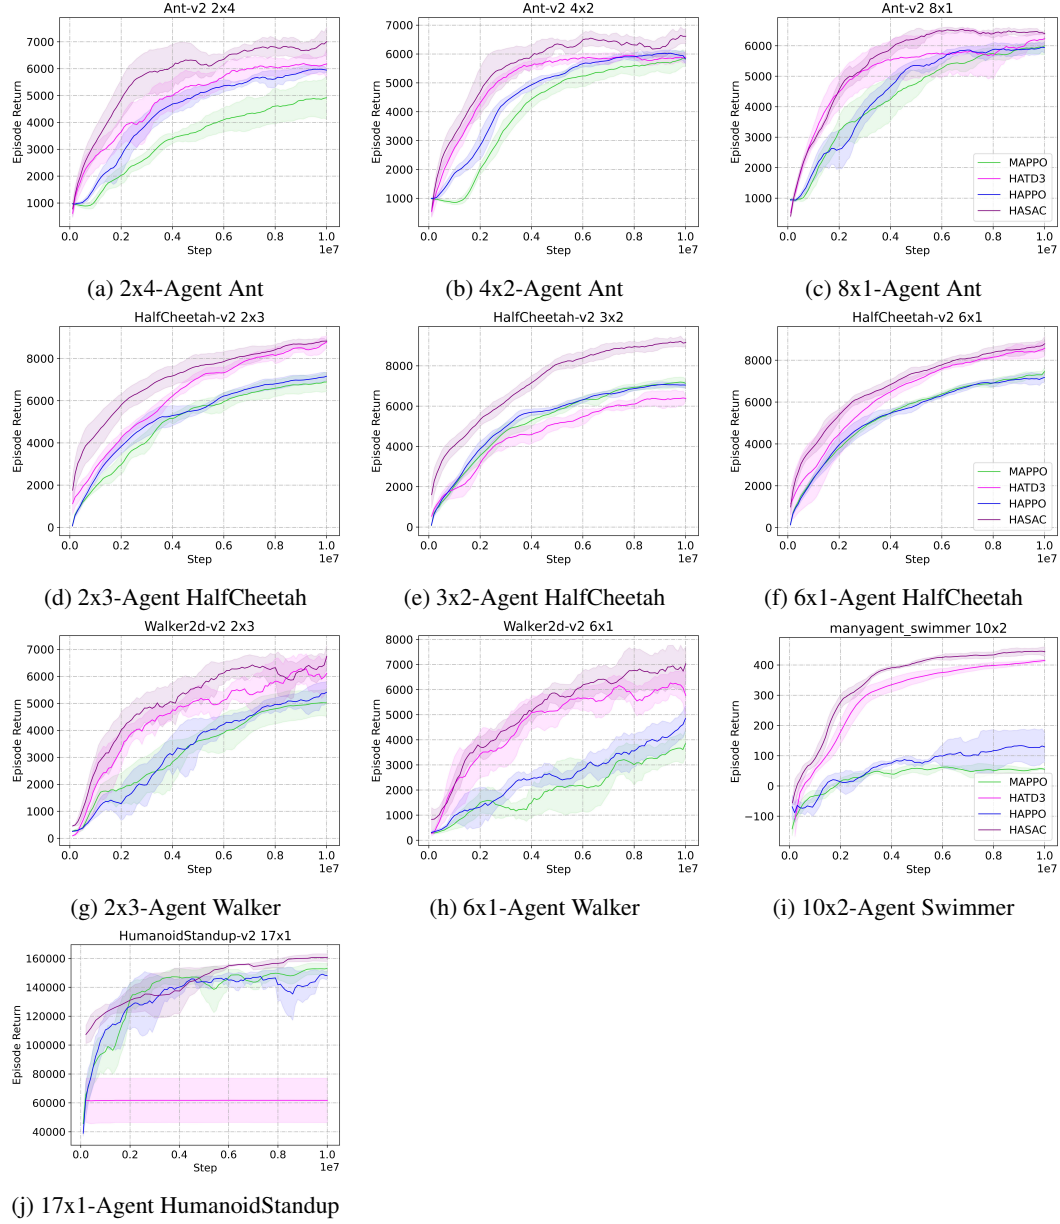 Ant-v2 2x4
Episode Return
7000
6000
5000
4000
3000
2000
1000
0.0 0.2 0.4 0.6 0.8 1.0
Step
1e7
(a) 2x4-Agent Ant
Ant-v2 4x2
Episode Return
7000
6000
5000
4000
3000
2000
1000
0.0 0.2 0.4 0.6 0.8 1.0
Step
1e7
(b) 4x2-Agent Ant
Ant-v2 8x1
Episode Return
6000
5000
4000
3000
2000
1000
MAPPO
HATD3
HAPPO
HASAC
0.0 0.2 0.4 0.6 0.8 1.0
Step
1e7
(c) 8x1-Agent Ant
HalfCheetah-v2 2x3
Episode Return
8000
6000
4000
2000
0
0.0 0.2 0.4 0.6 0.8 1.0
Step
1e7
(d) 2x3-Agent HalfCheetah
HalfCheetah-v2 3x2
Episode Return
8000
6000
4000
2000
0
0.0 0.2 0.4 0.6 0.8 1.0
Step
1e7
(e) 3x2-Agent HalfCheetah
HalfCheetah-v2 6x1
Episode Return
8000
6000
4000
2000
0
MAPPO
HATD3
HAPPO
HASAC
0.0 0.2 0.4 0.6 0.8 1.0
Step
1e7
(f) 6x1-Agent HalfCheetah
Walker2d-v2 2x3
Episode Return
7000
6000
5000
4000
3000
2000
1000
0
0.0 0.2 0.4 0.6 0.8 1.0
Step
1e7
(g) 2x3-Agent Walker
Walker2d-v2 6x1
Episode Return
8000
7000
6000
5000
4000
3000
2000
1000
0
0.0 0.2 0.4 0.6 0.8 1.0
Step
1e7
(h) 6x1-Agent Walker
manyagent_swimmer 10x2
Episode Return
400
300
200
100
0
−100
MAPPO
HATD3
HAPPO
HASAC
0.0 0.2 0.4 0.6 0.8 1.0
Step
1e7
(i) 10x2-Agent Swimmer
HumanoidStandup-v2 17x1
Episode Return
160000
140000
120000
100000
80000
60000
40000
0.0 0.2 0.4 0.6 0.8 1.0
Step
1e7
(j) 17x1-Agent HumanoidStandup